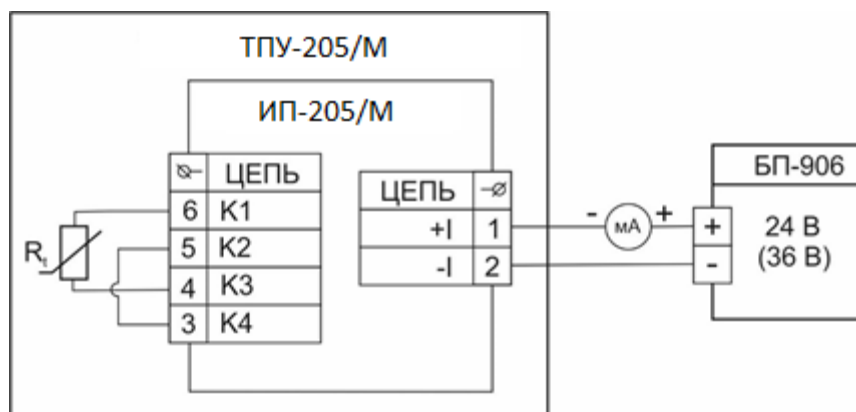 ТПУ-205/М
ИП-205/М
ЦЕПЬ
6 К1
5 К2
4 К3
3 К4
Rt
ЦЕПЬ
+I 1
-I 2
- мА +
БП-906
+ 24 В
- (36 В)